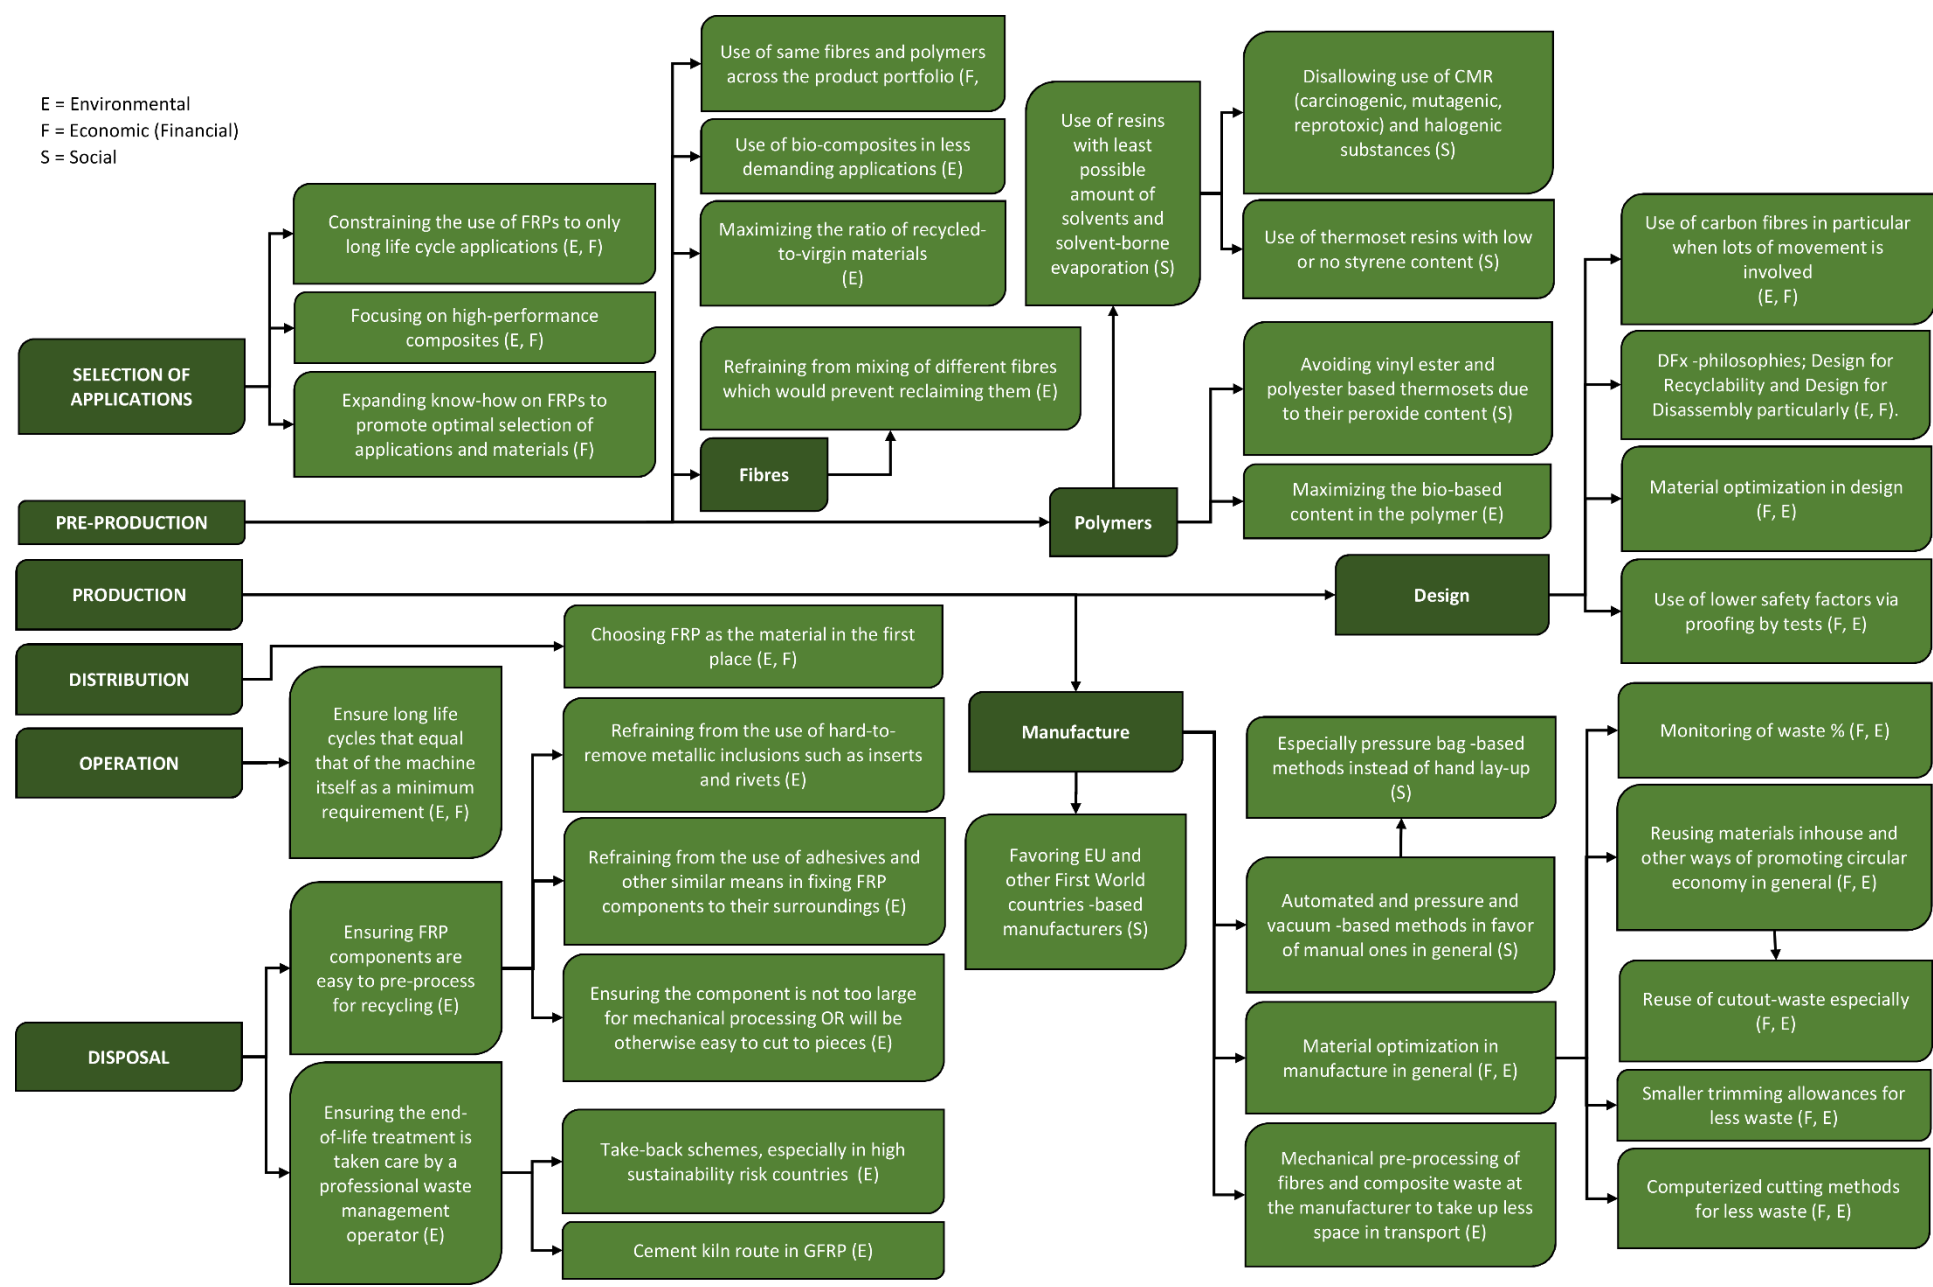 E = Environmental
F = Economic (Financial)
S = Social
SELECTION OF
APPLICATIONS
Constraining the use of FRPs to only
long life cycle applications (E, F)
Focusing on high-performance
composites (E, F)
Expanding know-how on FRPs to
promote optimal selection of
applications and materials (F)
PRE-PRODUCTION
Use of same fibres and polymers
across the product portfolio (F,
Use of bio-composites in less
demanding applications (E)
Maximizing the ratio of recycled-
to-virgin materials
(E)
Refraining from mixing of different fibres
which would prevent reclaiming them (E)
Fibres
Polymers
Use of resins
with least
possible
amount of
solvents and
solvent-borne
evaporation (S)
Disallowing use of CMR
(carcinogenic, mutagenic,
reprotoxic) and halogenic
substances (S)
Use of thermoset resins with low
or no styrene content (S)
Avoiding vinyl ester and
polyester based thermosets due
to their peroxide content (S)
Maximizing the bio-based
content in the polymer (E)
PRODUCTION
Design
Use of carbon fibres in particular
when lots of movement is
involved
(E, F)
DFx -philosophies; Design for
Recyclability and Design for
Disassembly particularly (E, F).
Material optimization in design
(F, E)
Use of lower safety factors via
proofing by tests (F, E)
Manufacture
Favoring EU and
other First World
countries -based
manufacturers (S)
Especially pressure bag -based
methods instead of hand lay-up
(S)
Automated and pressure and
vacuum -based methods in favor
of manual ones in general (S)
Material optimization in
manufacture in general (F, E)
Mechanical pre-processing of
fibres and composite waste at
the manufacturer to take up less
space in transport (E)
Monitoring of waste % (F, E)
Reusing materials inhouse and
other ways of promoting circular
economy in general (F, E)
Reuse of cutout-waste especially
(F, E)
Smaller trimming allowances for
less waste (F, E)
Computerized cutting methods
for less waste (F, E)
DISTRIBUTION
Choosing FRP as the material in the first
place (E, F)
OPERATION
Ensure long life
cycles that equal
that of the machine
itself as a minimum
requirement (E, F)
DISPOSAL
Ensuring FRP
components are
easy to pre-process
for recycling (E)
Refraining from the use of hard-to-
remove metallic inclusions such as inserts
and rivets (E)
Refraining from the use of adhesives and
other similar means in fixing FRP
components to their surroundings (E)
Ensuring the component is not too large
for mechanical processing OR will be
otherwise easy to cut to pieces (E)
Ensuring the end-
of-life treatment is
taken care by a
professional waste
management
operator (E)
Take-back schemes, especially in high
sustainability risk countries (E)
Cement kiln route in GFRP (E)